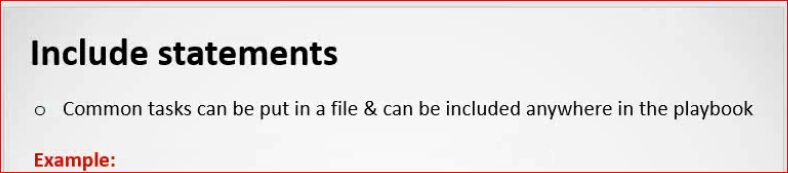 Include statements
o Common tasks can be put in a file & can be included anywhere in the playbook
Example: